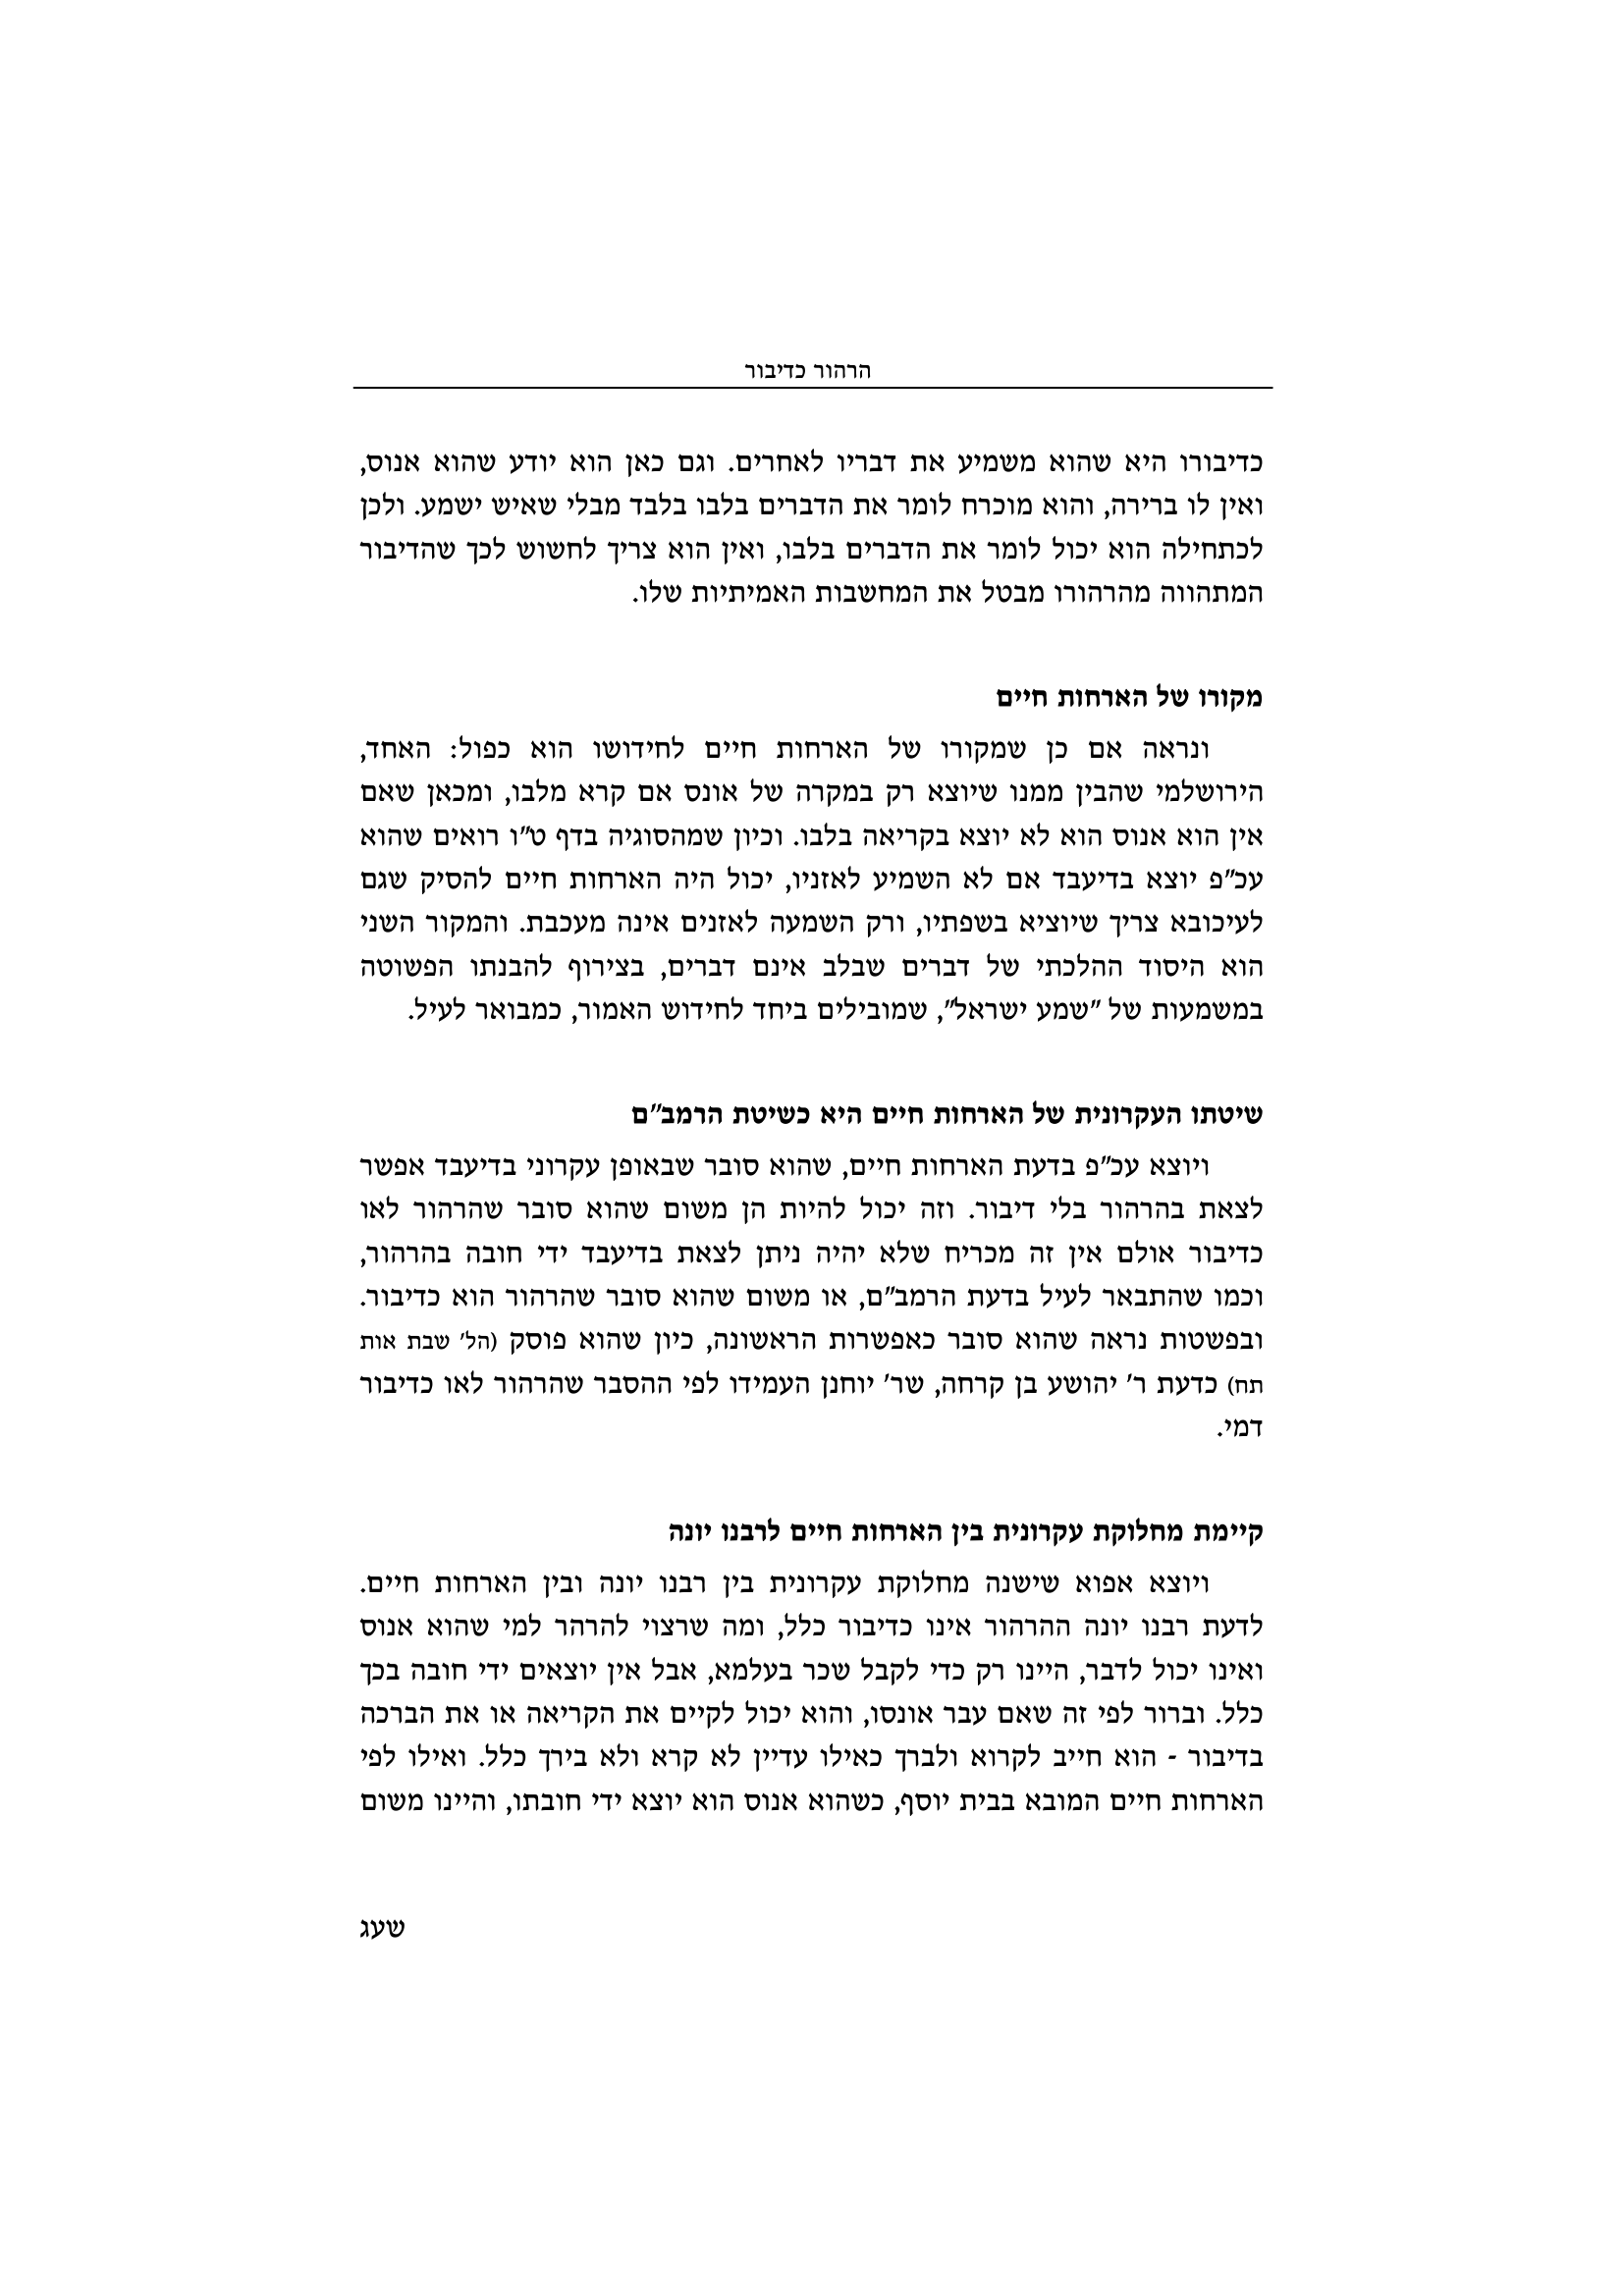 הרהור כדיבור
כדיבורו היא שהוא משמיע את דבריו לאחרים. וגם כאן הוא יודע שהוא אנוס,
ואין לו ברירה, והוא מוכרח לומר את הדברים בלבו בלבד מבלי שאיש ישמע. ולכן
לכתחילה הוא יכול לומר את הדברים בלבו, ואין הוא צריך לחשוש לכך שהדיבור
המתהווה מהרהורו מבטל את המחשבות האמיתיות שלו.
מקורו של הארחות חיים
ונראה אם כן שמקורו של הארחות חיים לחידושו הוא כפול: האחד,
הירושלמי שהבין ממנו שיוצא רק במקרה של אונס אם קרא מלבו, ומכאן שאם
אין הוא אנוס הוא לא יוצא בקריאה בלבו. וכיון שמהסוגיה בדף ט"ו רואים שהוא
עכ"פ יוצא בדיעבד אם לא השמיע לאזניו, יכול היה הארחות חיים להסיק שגם
לעיכובא צריך שיוציא בשפתיו, ורק השמעה לאזנים אינה מעכבת. והמקור השני
הוא היסוד ההלכתי של דברים שבלב אינם דברים, בצירוף להבנתו הפשוטה
במשמעות של "שמע ישראל", שמובילים ביחד לחידוש האמור, כמבואר לעיל.
שיטתו העקרונית של הארחות חיים היא כשיטת הרמב"ם
ויוצא עכ"פ בדעת הארחות חיים, שהוא סובר שבאופן עקרוני בדיעבד אפשר
לצאת בהרהור בלי דיבור. וזה יכול להיות הן משום שהוא סובר שהרהור לאו
כדיבור אולם אין זה מכריח שלא יהיה ניתן לצאת בדיעבד ידי חובה בהרהור,
וכמו שהתבאר לעיל בדעת הרמב"ם, או משום שהוא סובר שהרהור הוא כדיבור.
ובפשטות נראה שהוא סובר כאפשרות הראשונה, כיון שהוא פוסק (הל' שבת אות
תח) כדעת ר' יהושע בן קרחה, שר' יוחנן העמידו לפי ההסבר שהרהור לאו כדיבור
דמי.
קיימת מחלוקת עקרונית בין הארחות חיים לרבנו יונה
ויוצא אפוא שישנה מחלוקת עקרונית בין רבנו יונה ובין הארחות חיים.
לדעת רבנו יונה ההרהור אינו כדיבור כלל, ומה שרצוי להרהר למי שהוא אנוס
ואינו יכול לדבר, היינו רק כדי לקבל שכר בעלמא, אבל אין יוצאים ידי חובה בכך
כלל. וברור לפי זה שאם עבר אונסו, והוא יכול לקיים את הקריאה או את הברכה
בדיבור - הוא חייב לקרוא ולברך כאילו עדיין לא קרא ולא בירך כלל. ואילו לפי
הארחות חיים המובא בבית יוסף, כשהוא אנוס הוא יוצא ידי חובתו, והיינו משום
שעג